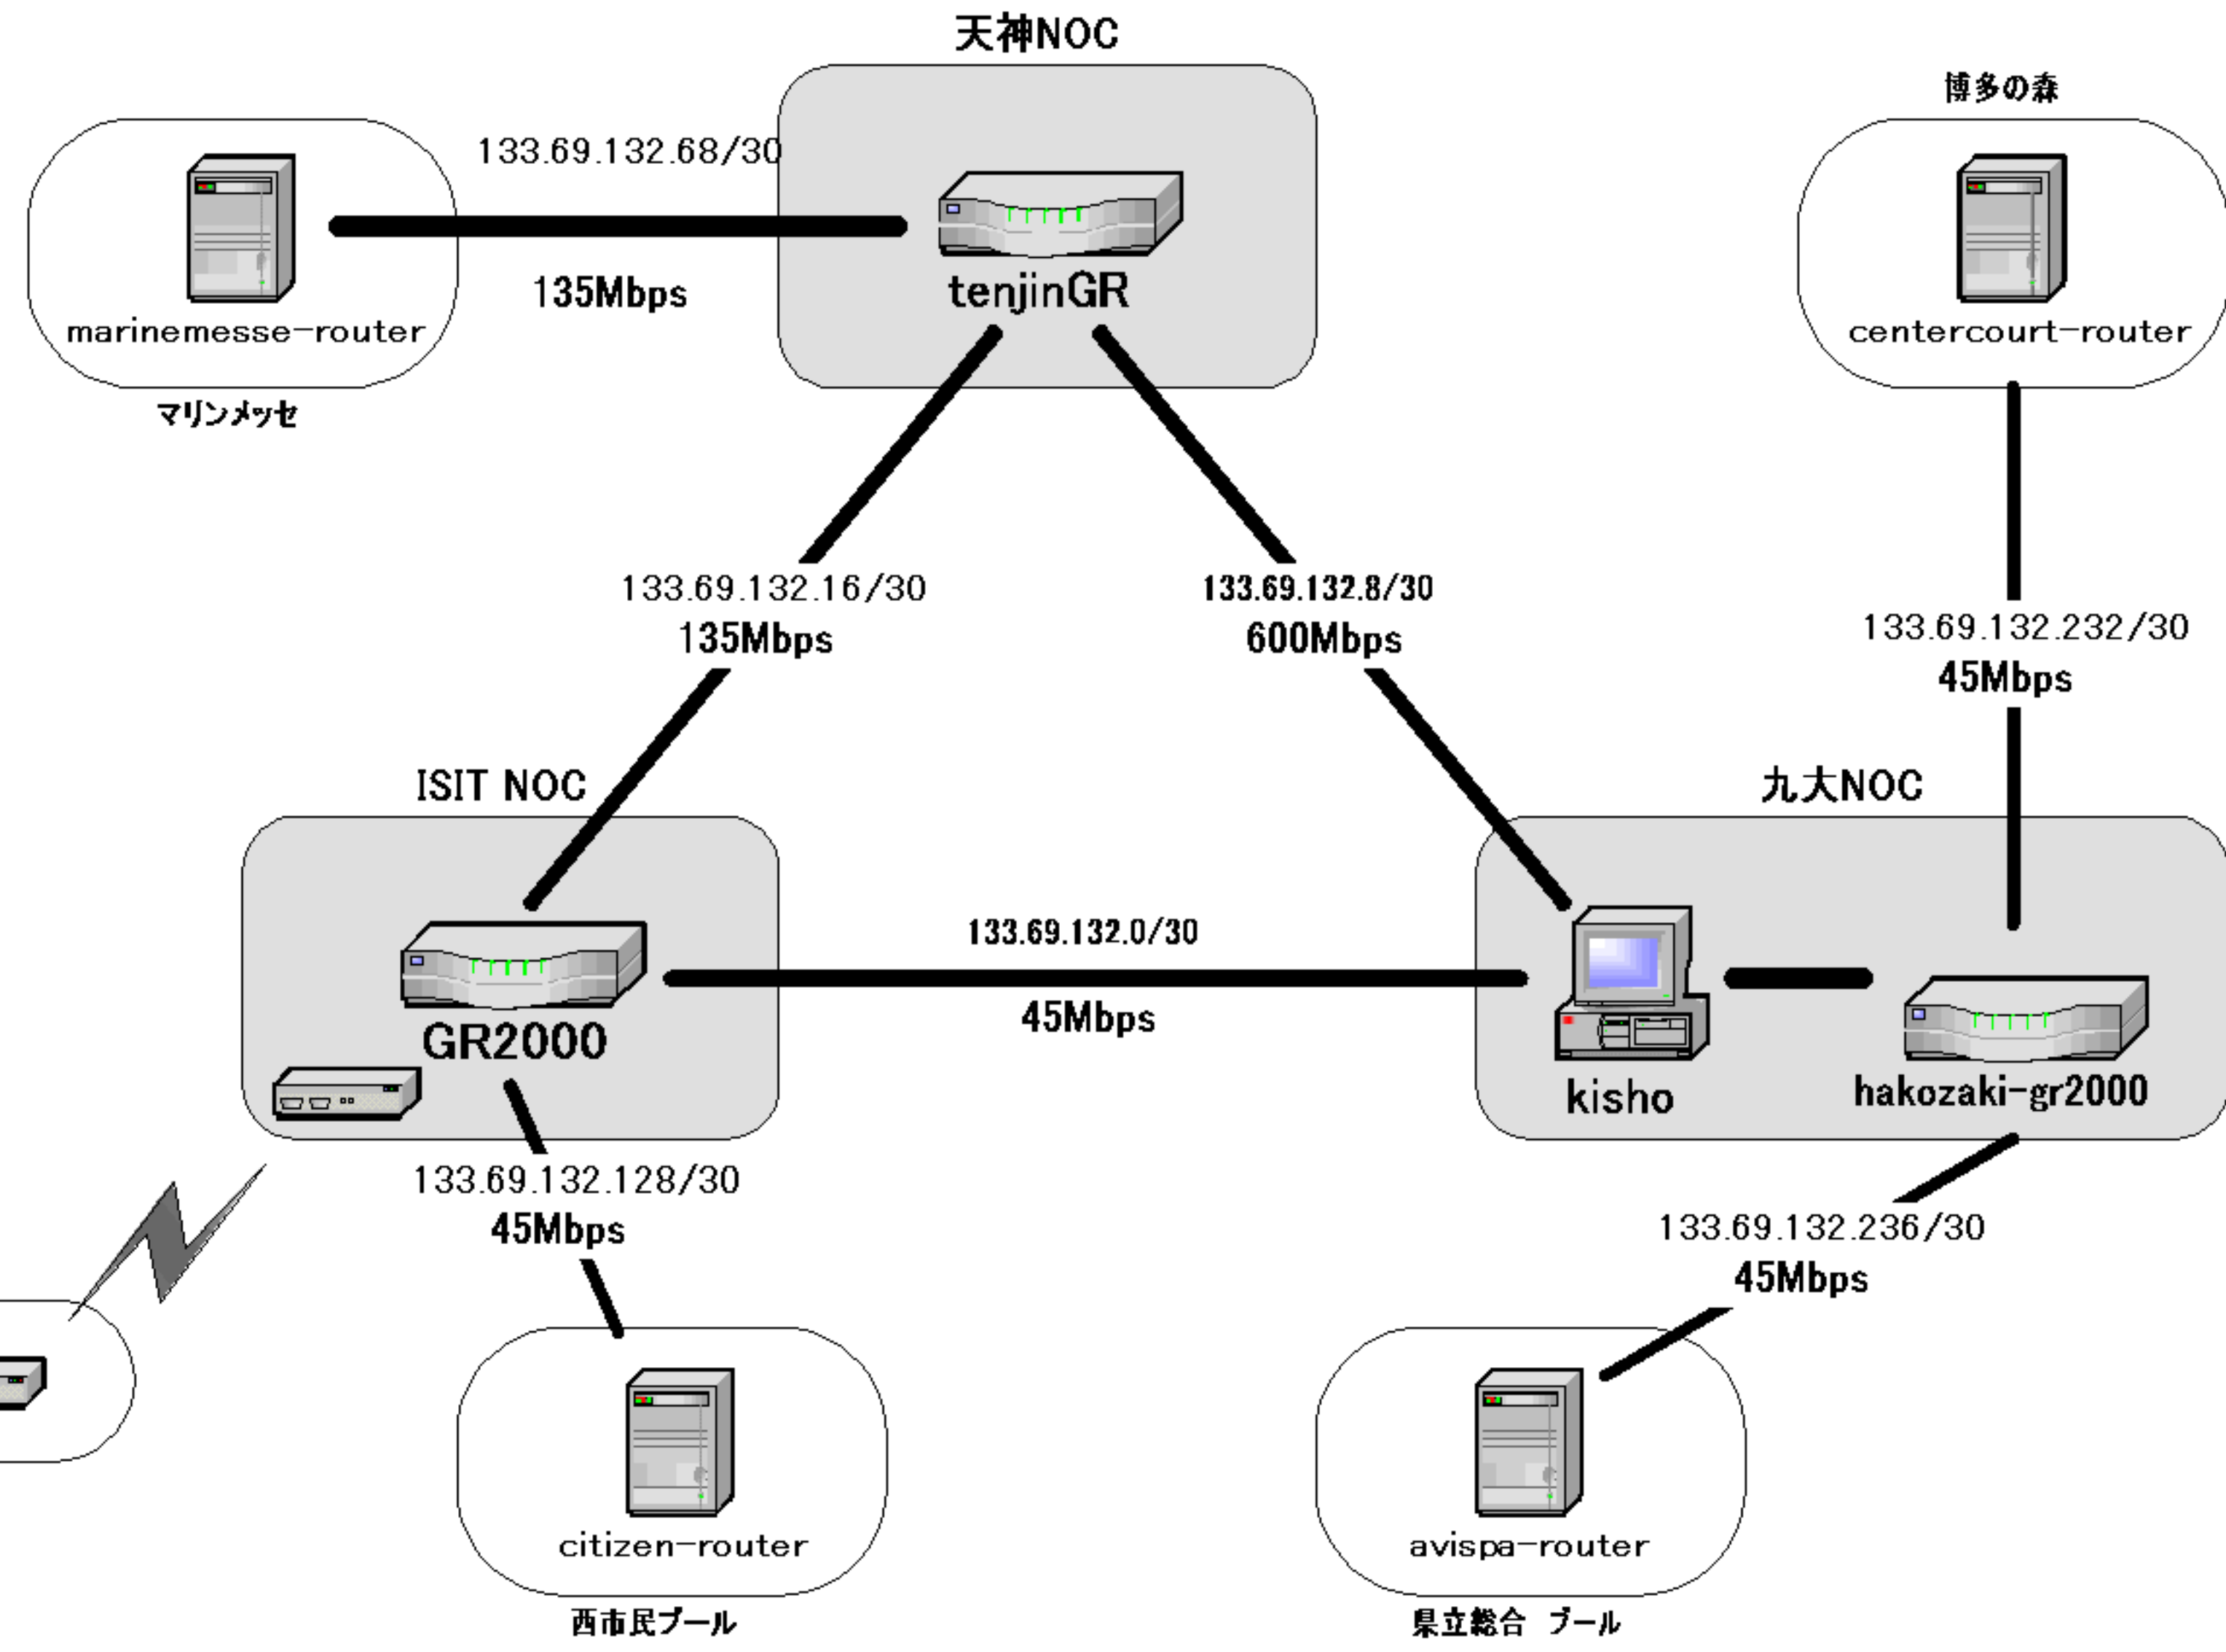 天神NOC
博多の森
133.69.132.68/30
135Mbps
tenjinGR
marinemesse-router
マリンメッセ
centercourt-router
133.69.132.16/30
135Mbps
133.69.132.8/30
600Mbps
133.69.132.232/30
45Mbps
ISIT NOC
九大NOC
133.69.132.0/30
45Mbps
GR2000
kisho
hakozaki-gr2000
133.69.132.128/30
45Mbps
133.69.132.236/30
45Mbps
citizen-router
avispa-router
西市民プール
県立総合 プール